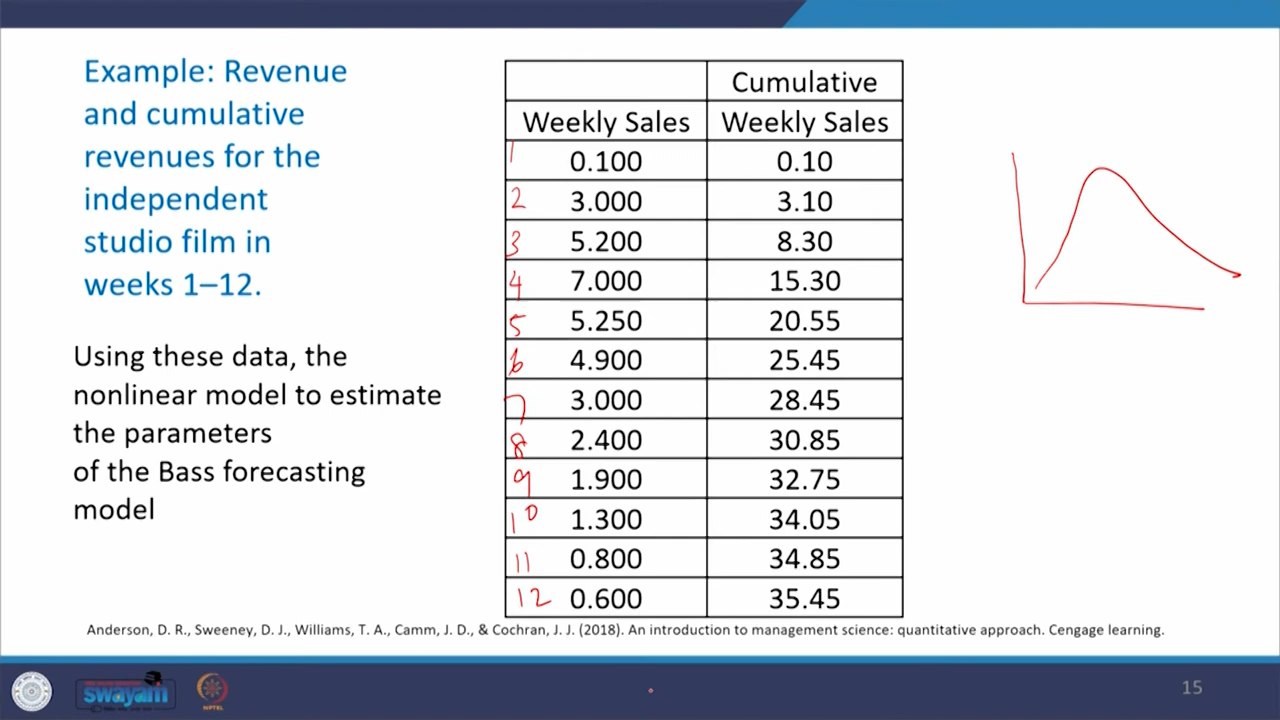 Example: Revenue
and cumulative
revenues for the
independent
studio film in
weeks 1–12.
Using these data, the
nonlinear model to estimate
the parameters
of the Bass forecasting
model
Cumulative
Weekly Sales Weekly Sales
1 0.100 0.10
2 3.000 3.10
3 5.200 8.30
4 7.000 15.30
5 5.250 20.55
6 4.900 25.45
7 3.000 28.45
8 2.400 30.85
9 1.900 32.75
10 1.300 34.05
11 0.800 34.85
12 0.600 35.45
Anderson, D. R., Sweeney, D. J., Williams, T. A., Camm, J. D., & Cochran, J. J. (2018). An introduction to management science: quantitative approach. Cengage learning.
swayam
NPTEL
15